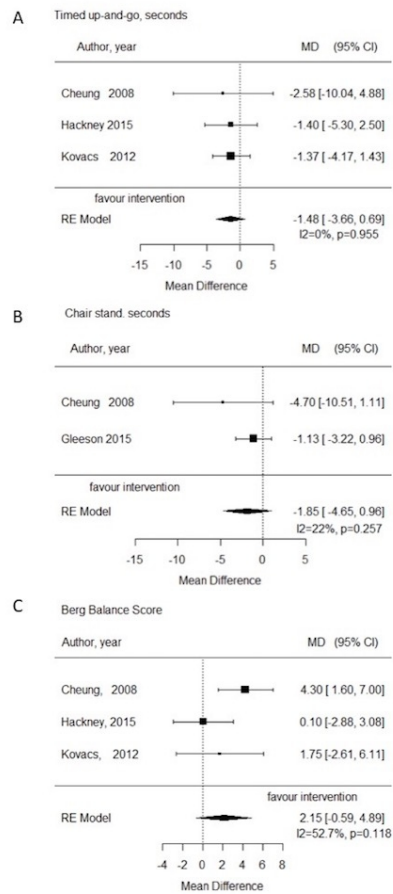 A
Timed up-and-go, seconds
Author, year MD (95% CI)
Cheung 2008 -2.58 [-10.04, 4.88]
Hackney 2015 -1.40 [-5.30, 2.50]
Kovacs 2012 -1.37 [-4.17, 1.43]
favour intervention
RE Model -1.48 [-3.66, 0.69]
I2=0%, p=0.955
-15 -10 -5 0 5
Mean Difference
B
Chair stand. seconds
Author, year MD (95% CI)
Cheung 2008 -4.70 [-10.51, 1.11]
Gleeson 2015 -1.13 [-3.22, 0.96]
favour intervention
RE Model -1.85 [-4.65, 0.96]
I2=22%, p=0.257
-15 -10 -5 0 5
Mean Difference
C
Berg Balance Score
Author, year MD (95% CI)
Cheung, 2008 4.30 [ 1.60, 7.00]
Hackney, 2015 0.10 [-2.88, 3.08]
Kovacs, 2012 1.75 [-2.61, 6.11]
favour intervention
RE Model 2.15 [-0.59, 4.89]
I2=52.7%, p=0.118
-4 -2 0 2 4 6 8
Mean Difference